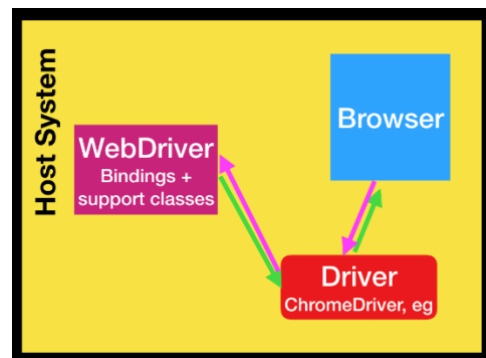 Host System
WebDriver
Bindings +
support classes
Browser
Driver
ChromeDriver, eg